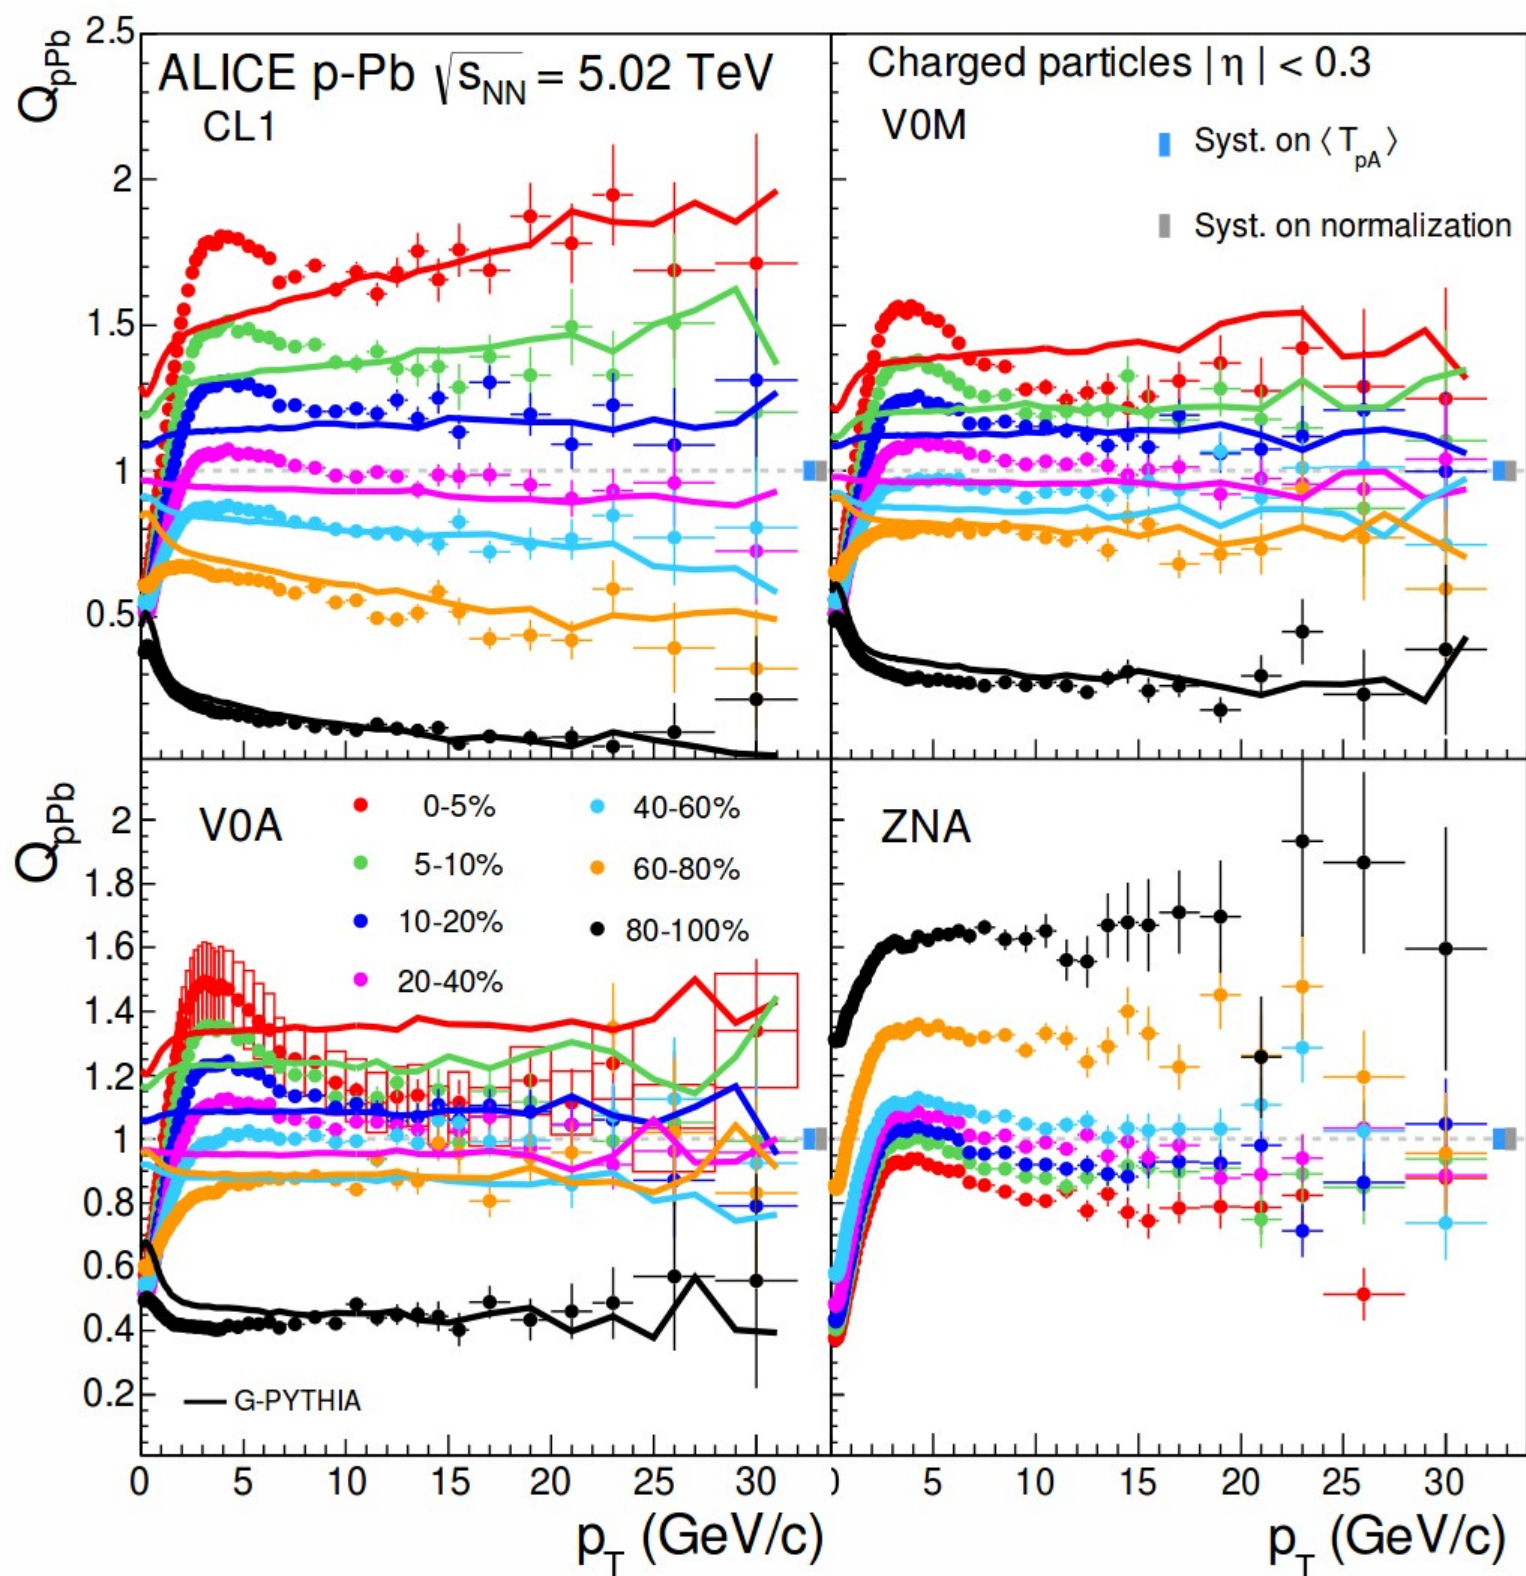 ALICE p-Pb √sNN = 5.02 TeV
CL1
Charged particles | η | < 0.3
V0M
Syst. on ⟨ TpA ⟩
Syst. on normalization
QpPb
2.5
2
1.5
1
0.5
V0A
0-5%
5-10%
10-20%
20-40%
40-60%
60-80%
80-100%
G-PYTHIA
ZNA
QpPb
2
1.8
1.6
1.4
1.2
1
0.8
0.6
0.4
0.2
0 5 10 15 20 25 30
5 10 15 20 25 30
pT (GeV/c)
pT (GeV/c)